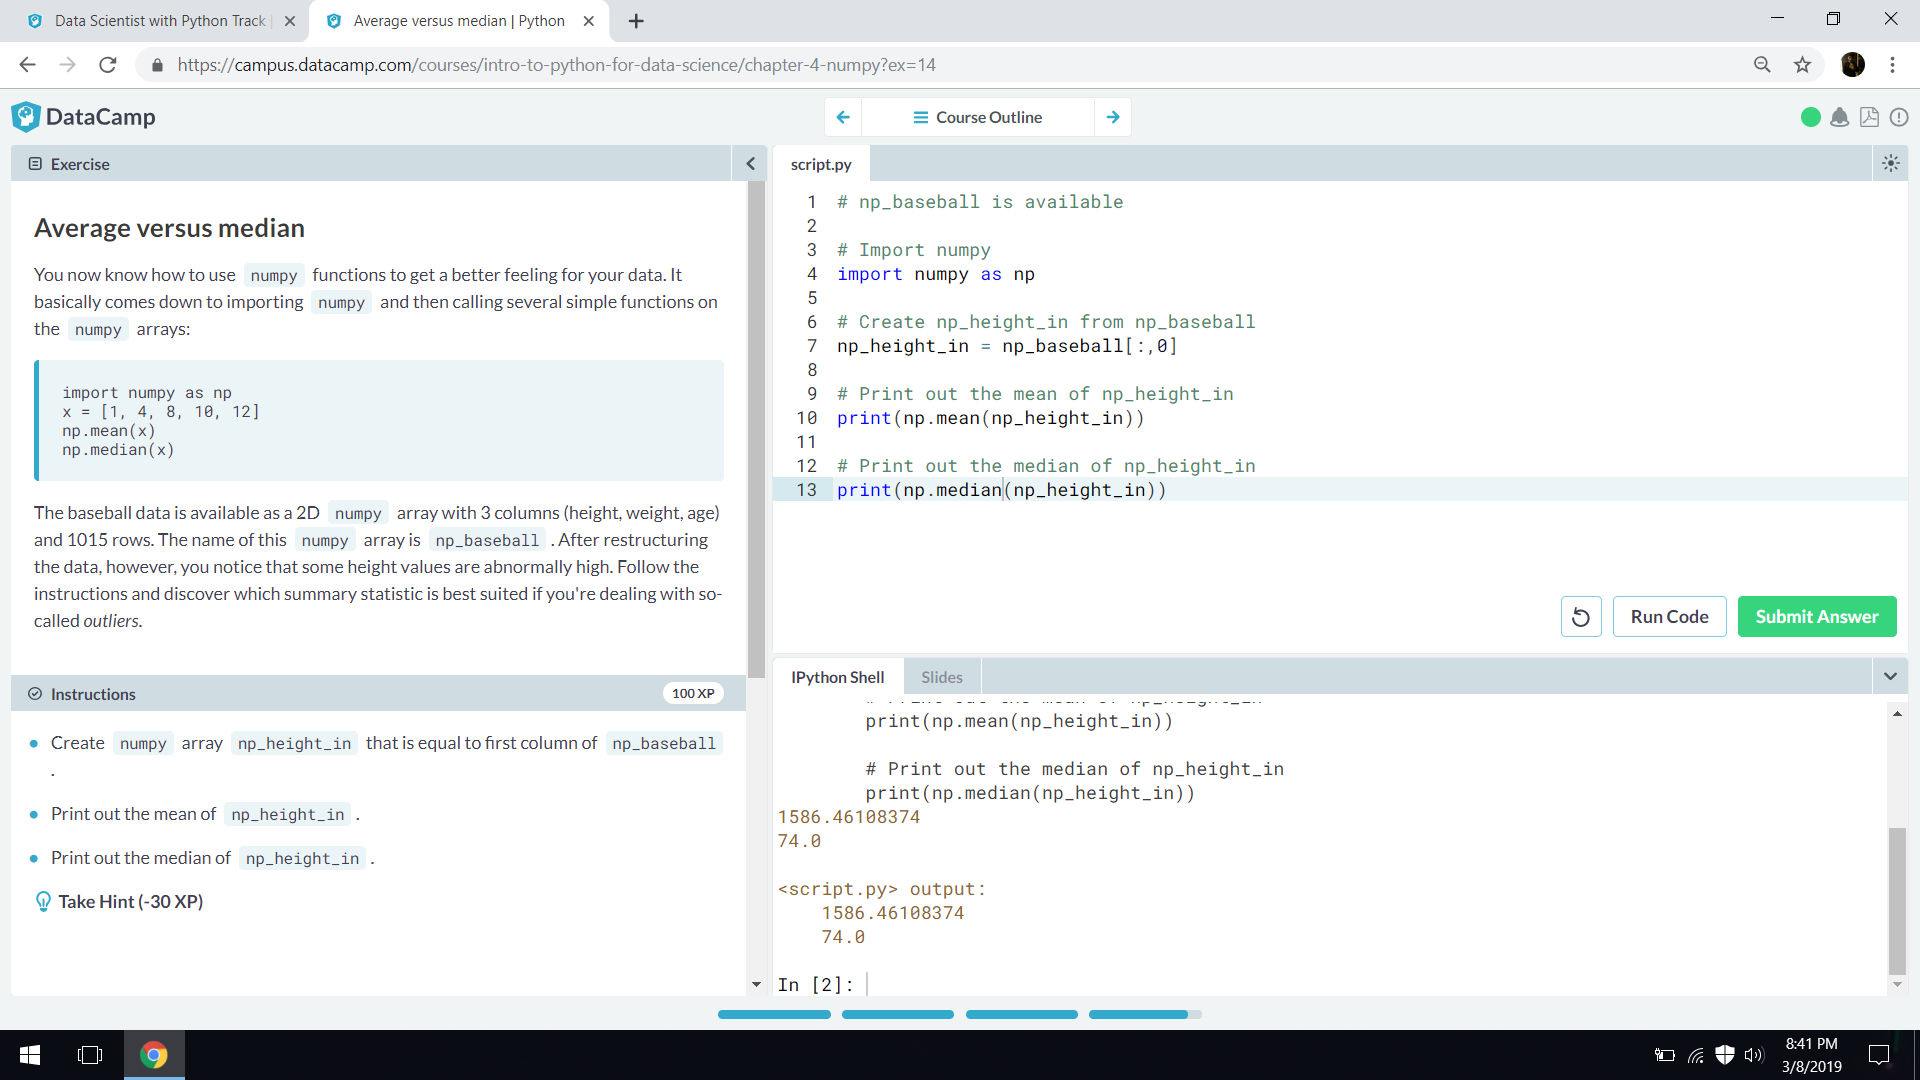 Data Scientist with Python Track
Average versus median | Python
https://campus.datacamp.com/courses/intro-to-python-for-data-science/chapter-4-numpy?ex=14
DataCamp
Course Outline
Exercise
Average versus median
You now know how to use numpy functions to get a better feeling for your data. It
basically comes down to importing numpy and then calling several simple functions on
the numpy arrays:
import numpy as np
x = [1, 4, 8, 10, 12]
np.mean(x)
np.median(x)
The baseball data is available as a 2D numpy array with 3 columns (height, weight, age)
and 1015 rows. The name of this numpy array is np_baseball . After restructuring
the data, however, you notice that some height values are abnormally high. Follow the
instructions and discover which summary statistic is best suited if you're dealing with so-
called outliers.
Instructions
100 XP
Create numpy array np_height_in that is equal to first column of np_baseball
.
Print out the mean of np_height_in .
Print out the median of np_height_in .
Take Hint (-30 XP)
script.py
1 # np_baseball is available
2
3 # Import numpy
4 import numpy as np
5
6 # Create np_height_in from np_baseball
7 np_height_in = np_baseball[:,0]
8
9 # Print out the mean of np_height_in
10 print(np.mean(np_height_in))
11
12 # Print out the median of np_height_in
13 print(np.median(np_height_in))
Run Code
Submit Answer
IPython Shell
Slides
# Print out the mean of np_height_in
print(np.mean(np_height_in))
# Print out the median of np_height_in
print(np.median(np_height_in))
1586.46108374
74.0
<script.py> output:
1586.46108374
74.0
In [2]:
8:41 PM
3/8/2019